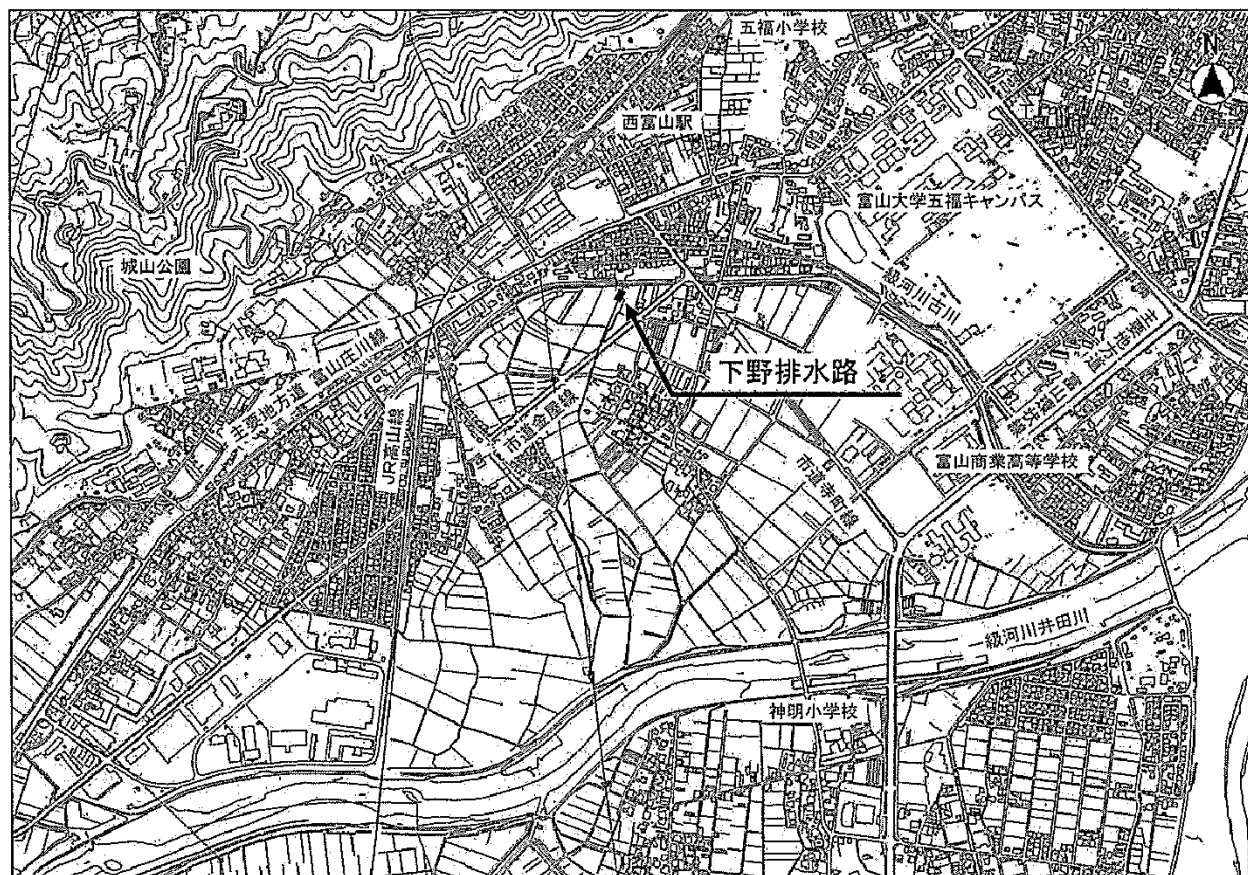 五福小学校
N
西富山駅
富山大学五福キャンパス
城山公園
級河川古川
下野排水路
主要地方道 富山庄川線
JR高山線
市道金屋線
富山商業高等学校
市道寺町線
級河川井田川
神明小学校